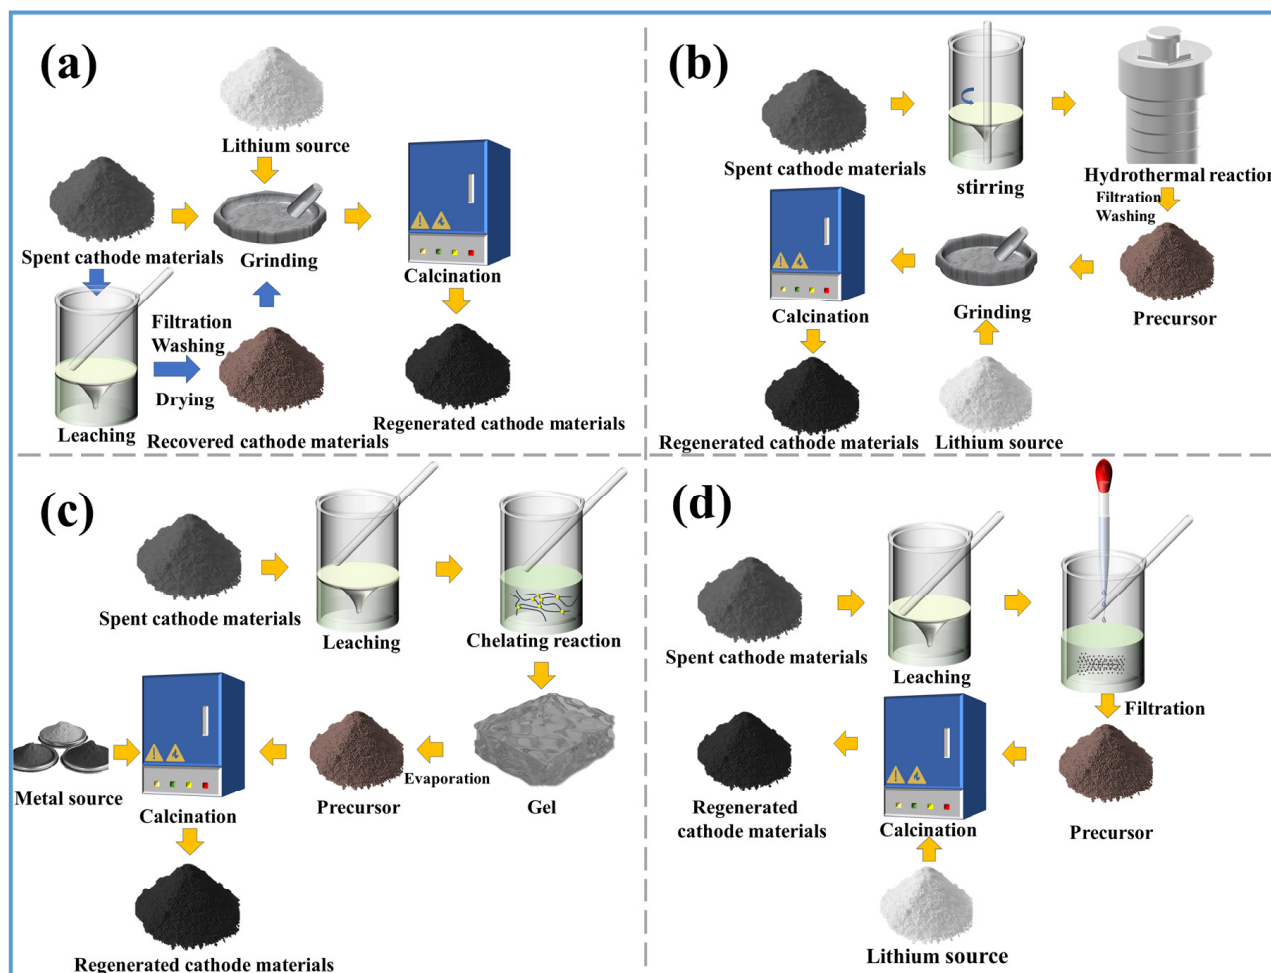 (a)
Lithium source
Spent cathode materials
Grinding
Calcination
Filtration
Washing
Drying
Leaching
Recovered cathode materials
Regenerated cathode materials
(b)
Spent cathode materials
stirring
Hydrothermal reaction
Filtration
Washing
Precursor
Grinding
Calcination
Regenerated cathode materials
Lithium source
(c)
Spent cathode materials
Leaching
Chelating reaction
Gel
Evaporation
Precursor
Metal source
Calcination
Regenerated cathode materials
(d)
Spent cathode materials
Leaching
Filtration
Precursor
Calcination
Regenerated
cathode materials
Lithium source